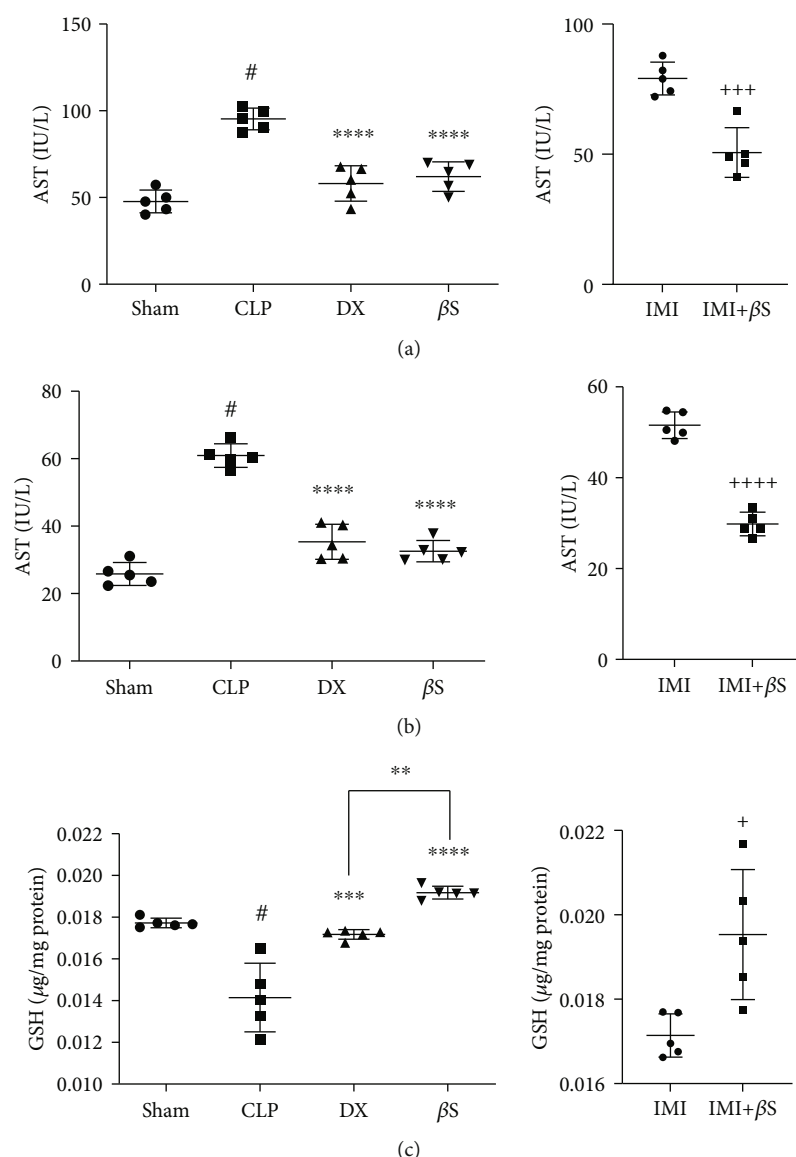 150
100
50
0
AST (IU/L)
#
****
****
Sham CLP DX βS
100
50
0
AST (IU/L)
+++
IMI IMI+βS
(a)
80
60
40
20
0
AST (IU/L)
#
****
****
Sham CLP DX βS
60
40
20
0
AST (IU/L)
++++
IMI IMI+βS
(b)
**
0.022
0.020
0.018
0.016
0.014
0.012
0.010
GSH (μg/mg protein)
#
***
****
Sham CLP DX βS
0.022
0.020
0.018
0.016
GSH (μg/mg protein)
+
IMI IMI+βS
(c)